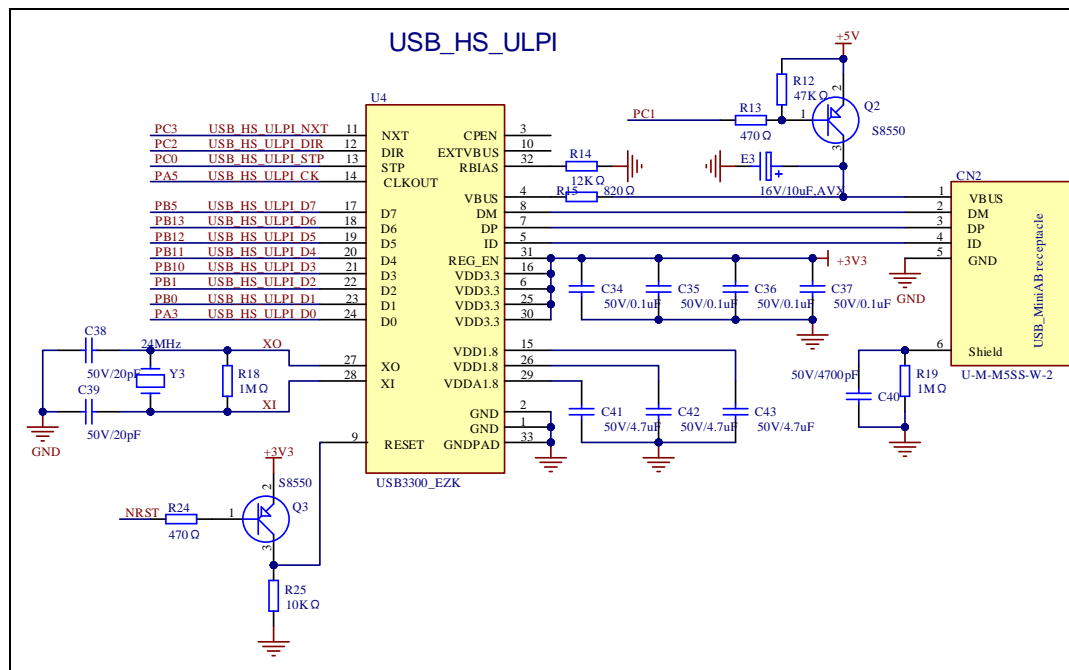 USB_HS_ULPI
+5V
R12
47KΩ
2
Q2
S8550
1
3
PC1
R13
470Ω
E3
+
16V/10uF,AVX
U4
PC3 USB_HS_ULPI_NXT 11 NXT
PC2 USB_HS_ULPI_DIR 12 DIR
PC0 USB_HS_ULPI_STP 13 STP
PA5 USB_HS_ULPI_CK 14 CLKOUT
PB5 USB_HS_ULPI_D7 17 D7
PB13 USB_HS_ULPI_D6 18 D6
PB12 USB_HS_ULPI_D5 19 D5
PB11 USB_HS_ULPI_D4 20 D4
PB10 USB_HS_ULPI_D3 21 D3
PB1 USB_HS_ULPI_D2 22 D2
PB0 USB_HS_ULPI_D1 23 D1
PA3 USB_HS_ULPI_D0 24 D0
XO 27 XO
XI 28 XI
9 RESET
CPEN 3
EXTVBUS 10
RBIAS 32
R14
12KΩ
VBUS 4
R15 820Ω
DM 8
DP 7
ID 5
REG_EN 31
VDD3.3 16
VDD3.3 6
VDD3.3 25
VDD3.3 30
VDD1.8 15
VDD1.8 26
VDDA1.8 29
GND 2
GND 1
GNDPAD 33
USB3300_EZK
+3V3
C34
50V/0.1uF
C35
50V/0.1uF
C36
50V/0.1uF
C37
50V/0.1uF
C41
50V/4.7uF
C42
50V/4.7uF
C43
50V/4.7uF
CN2
1 VBUS
2 DM
3 DP
4 ID
5 GND
6 Shield
USB_MiniAB receptacle
U-M-M5SS-W-2
GND
50V/4700pF
C40
R19
1MΩ
C38
50V/20pF
24MHz
Y3
C39
50V/20pF
R18
1MΩ
GND
+3V3
S8550
2
Q3
1
3
NRST
R24
470Ω
R25
10KΩ